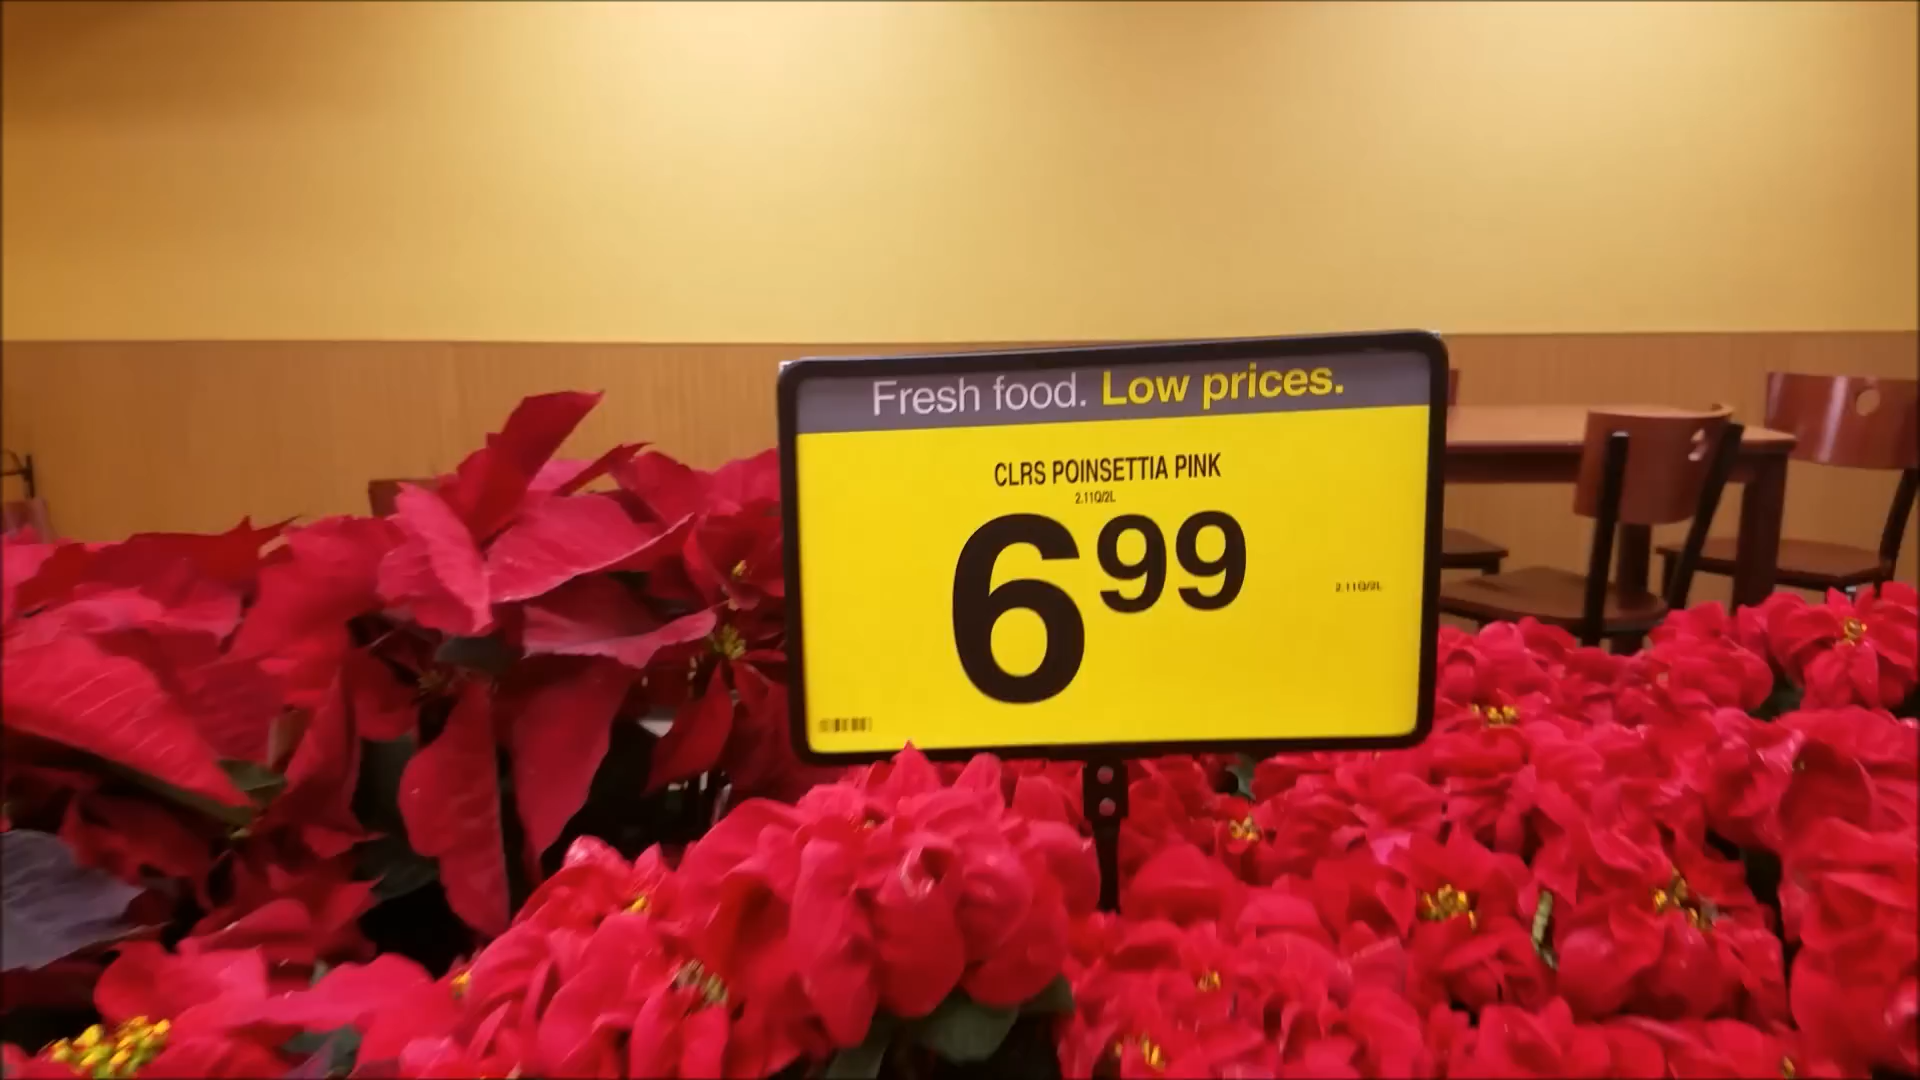 Fresh food. Low prices.
CLRS POINSETTIA PINK
2.11Q/2L
6 99
2.11Q/2L